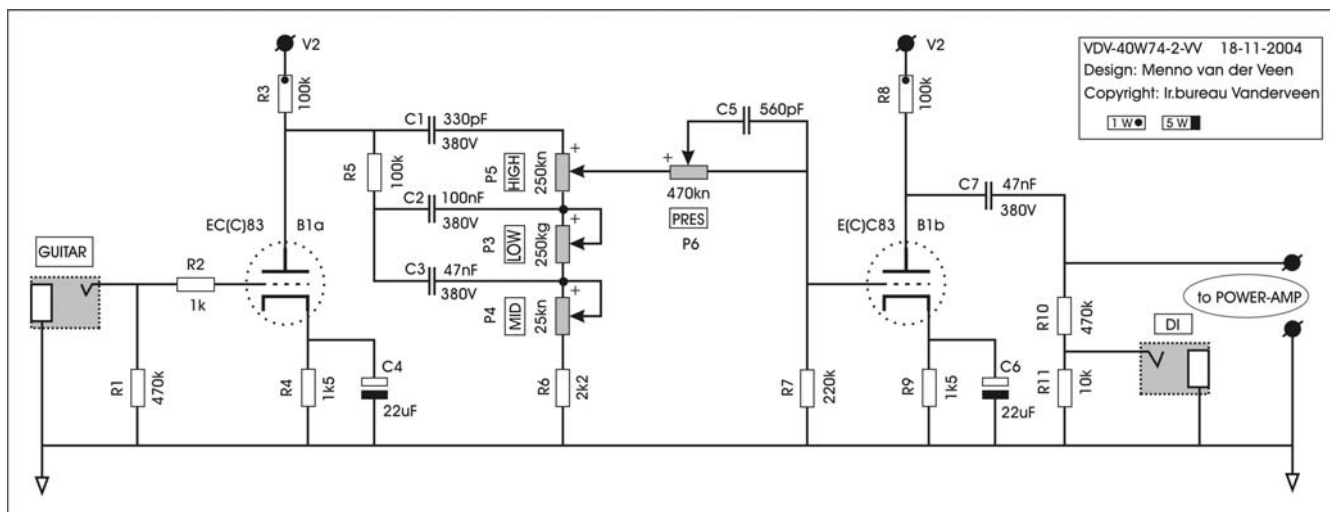 VDV-40W74-2-VV 18-11-2004
Design: Menno van der Veen
Copyright: Ir.bureau Vanderveen
1 W 5 W
V2
R3
100k
C1 330pF
380V
R5
100k
C2 100nF
380V
C3 47nF
380V
EC(C)83 B1a
GUITAR
R2
1k
R1
470k
R4
1k5
C4
22uF
P5
HIGH
250kn
+
P3
LOW
250kg
+
P4
MID
25kn
+
R6
2k2
C5 560pF
+
470kn
PRES
P6
R7
220k
V2
R8
100k
C7 47nF
380V
E(C)C83 B1b
R9
1k5
C6
22uF
R10
470k
R11
10k
DI
to POWER-AMP